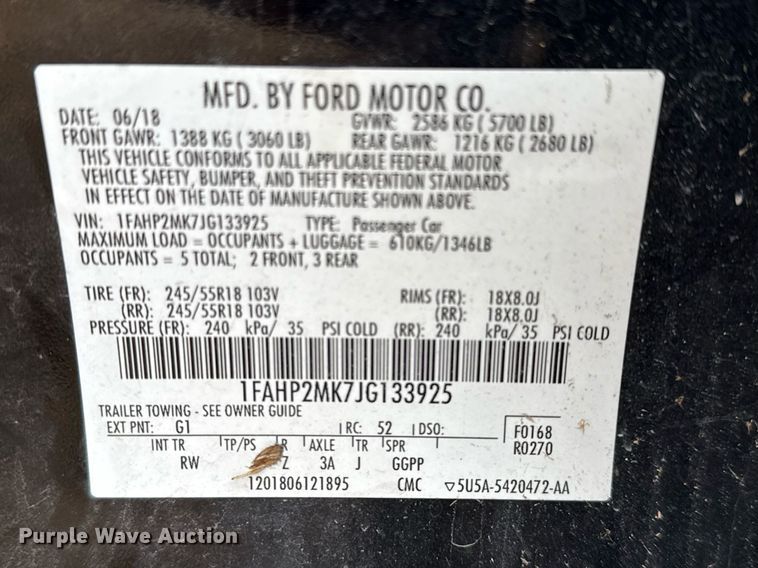 MFD. BY FORD MOTOR CO.
DATE: 06/18 GVWR: 2586 KG ( 5700 LB)
FRONT GAWR: 1388 KG ( 3060 LB) REAR GAWR: 1216 KG ( 2680 LB)
THIS VEHICLE CONFORMS TO ALL APPLICABLE FEDERAL MOTOR
VEHICLE SAFETY, BUMPER, AND THEFT PREVENTION STANDARDS
IN EFFECT ON THE DATE OF MANUFACTURE SHOWN ABOVE.
VIN: 1FAHP2MK7JG133925 TYPE: Passenger Car
MAXIMUM LOAD = OCCUPANTS + LUGGAGE = 610KG/1346LB
OCCUPANTS = 5 TOTAL; 2 FRONT, 3 REAR
TIRE (FR): 245/55R18 103V RIMS (FR): 18X8.0J
(RR): 245/55R18 103V (RR): 18X8.0J
PRESSURE (FR): 240 kPa/ 35 PSI COLD (RR): 240 kPa/ 35 PSI COLD
1FAHP2MK7JG133925
TRAILER TOWING - SEE OWNER GUIDE
EXT PNT: G1 RC: 52 DSO: F0168
INT TR TP/PS R AXLE TR SPR R0270
RW Z 3A J GGPP
1201806121895 CMC ▽5U5A-5420472-AA
Purple Wave Auction